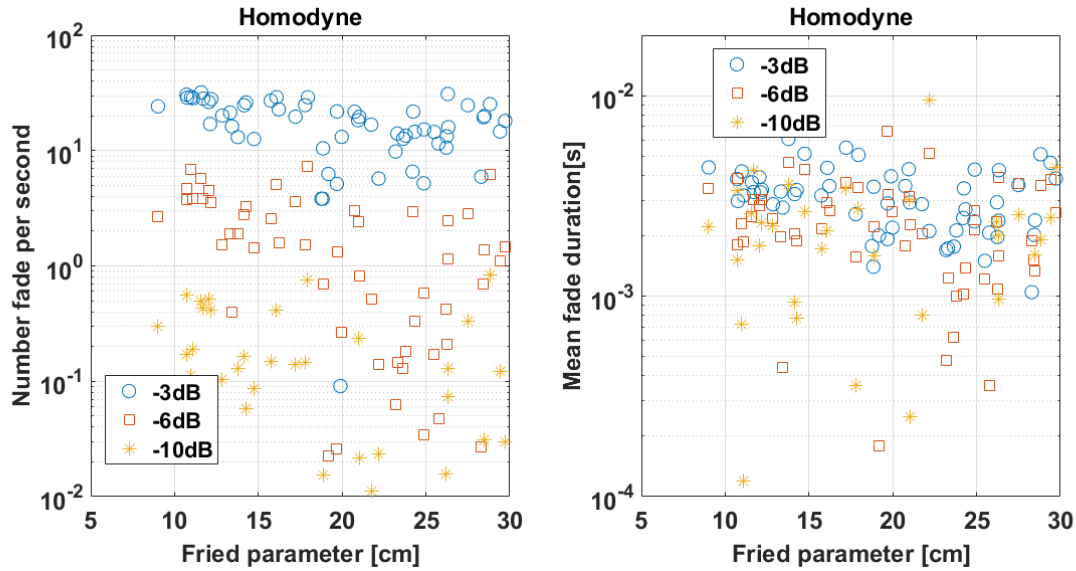 Homodyne
Number fade per second
10^2
10^1
10^0
10^-1
10^-2
-3dB
-6dB
-10dB
5 10 15 20 25 30
Fried parameter [cm]
Homodyne
Mean fade duration[s]
10^-2
10^-3
10^-4
-3dB
-6dB
-10dB
5 10 15 20 25 30
Fried parameter [cm]